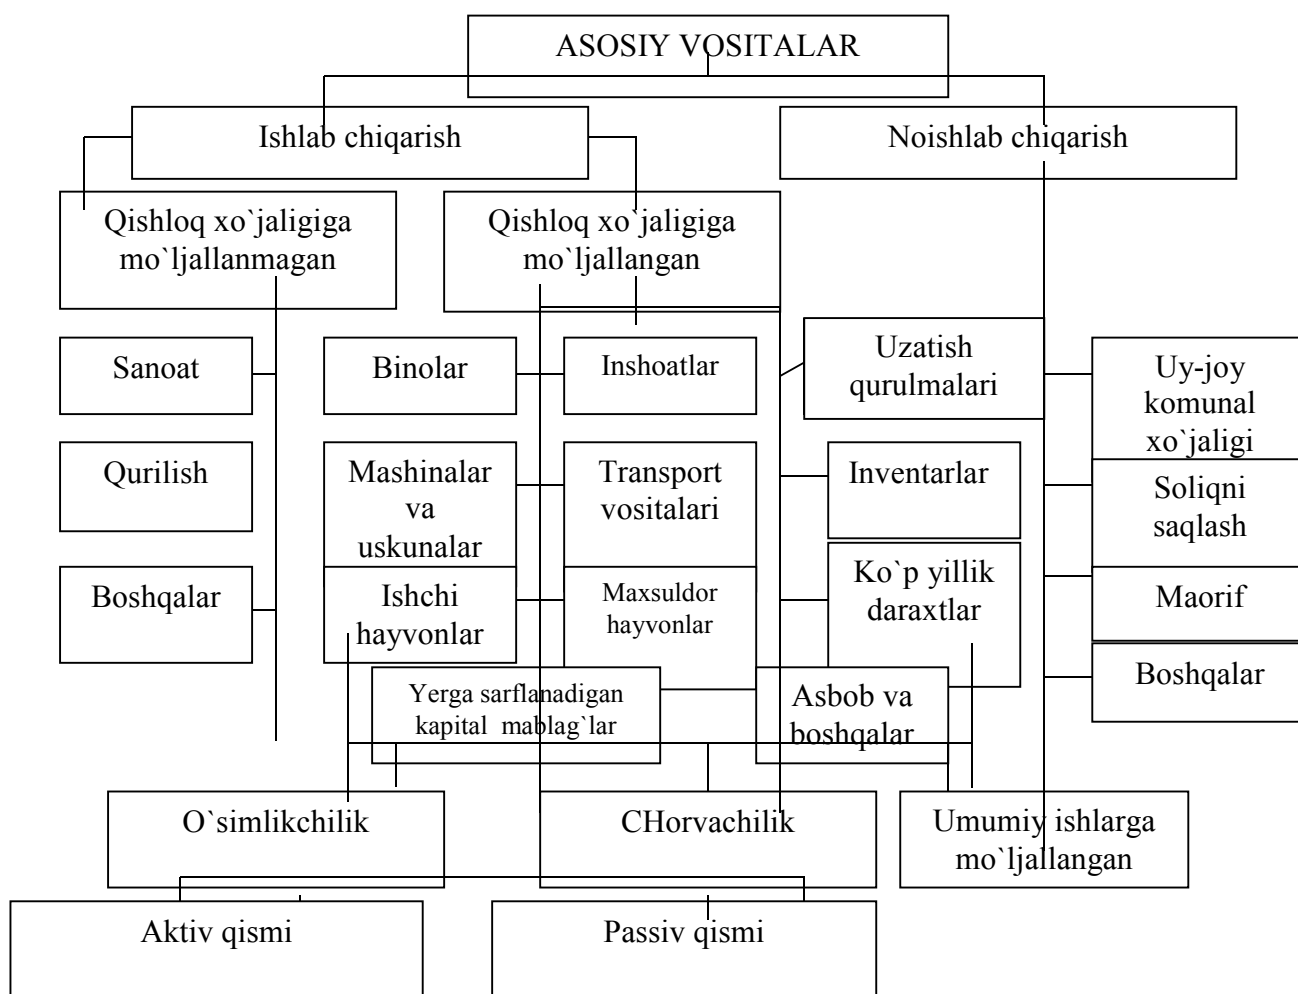 ASOSIY VOSITALAR
Ishlab chiqarish
Noishlab chiqarish
Qishloq xo`jaligiga
mo`ljallanmagan
Qishloq xo`jaligiga
mo`ljallangan
Sanoat
Binolar
Inshoatlar
Uzatish
qurulmalari
Uy-joy
komunal
xo`jaligi
Qurilish
Mashinalar
va
uskunalar
Transport
vositalari
Inventarlar
Soliqni
saqlash
Boshqalar
Ishchi
hayvonlar
Maxsuldor
hayvonlar
Ko`p yillik
daraxtlar
Maorif
Boshqalar
Yerga sarflanadigan
kapital mablag`lar
Asbob va
boshqalar
O`simlikchilik
CHorvachilik
Umumiy ishlarga
mo`ljallangan
Aktiv qismi
Passiv qismi